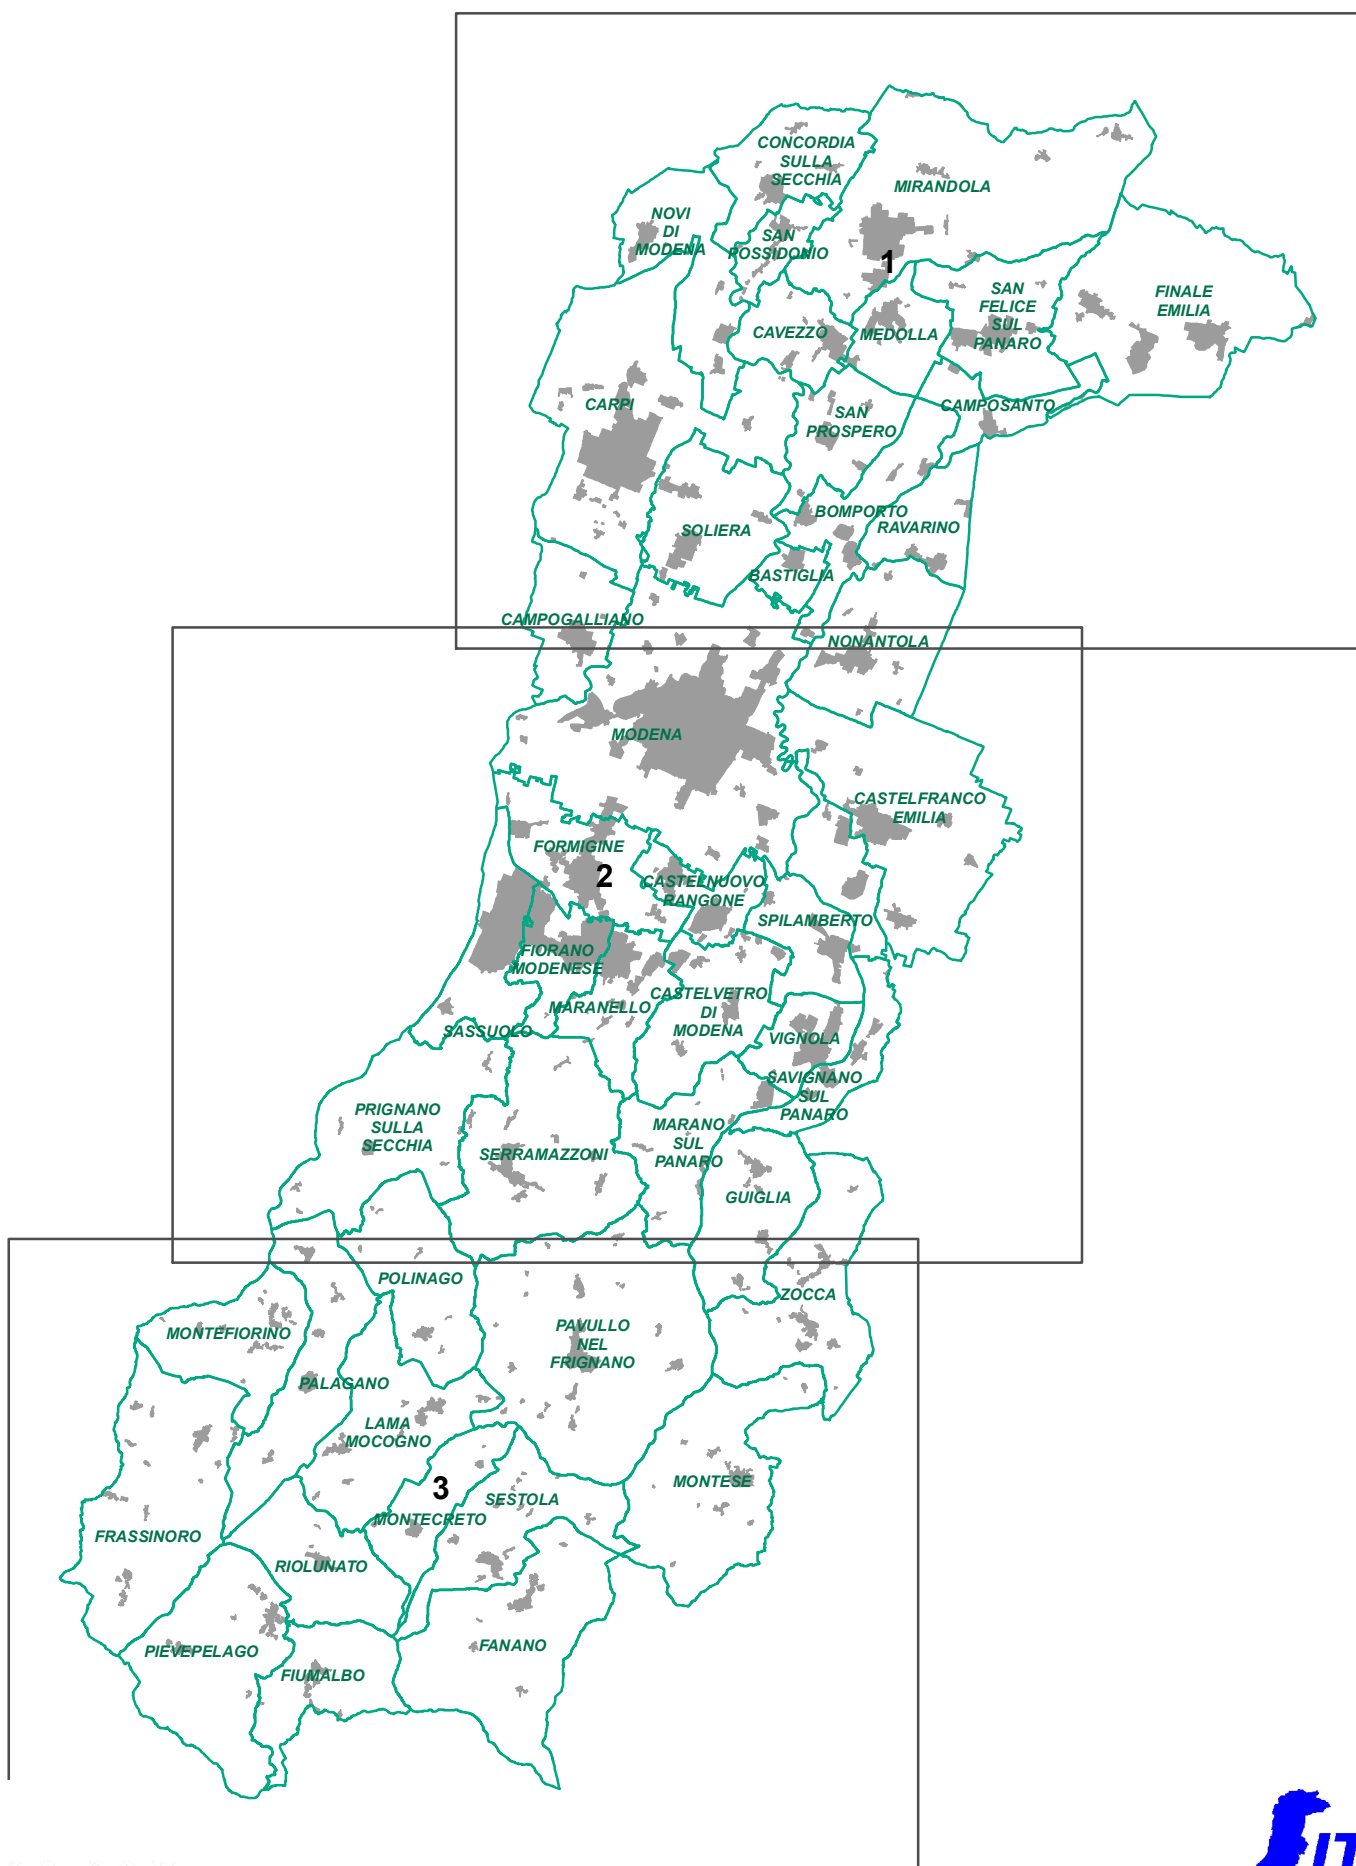 CONCORDIA
SULLA
SECCHIA
MIRANDOLA
NOVI
DI
MODENA
SAN
POSSIDONIO
1
SAN
FELICE
SUL
PANARO
FINALE
EMILIA
CAVEZZO
MEDOLLA
CARPI
SAN
PROSPERO
CAMPOSANTO
BOMPORTO
RAVARINO
SOLIERA
BASTIGLIA
CAMPOGALLIANO
NONANTOLA
MODENA
CASTELFRANCO
EMILIA
FORMIGINE
2
CASTELNUOVO
RANGONE
SPILAMBERTO
FIORANO
MODENESE
CASTELVETRO
DI
MODENA
MARANELLO
SASSUOLO
VIGNOLA
SAVIGNANO
SUL
PANARO
PRIGNANO
SULLA
SECCHIA
MARANO
SUL
PANARO
SERRAMAZZONI
GUIGLIA
POLINAGO
ZOCCA
MONTEFIORINO
PAVULLO
NEL
FRIGNANO
PALAGANO
LAMA
MOCOGNO
3
MONTESE
SESTOLA
MONTECRETO
FRASSINORO
RIOLUNATO
PIEVEPELAGO
FANANO
FIUMALBO
IT